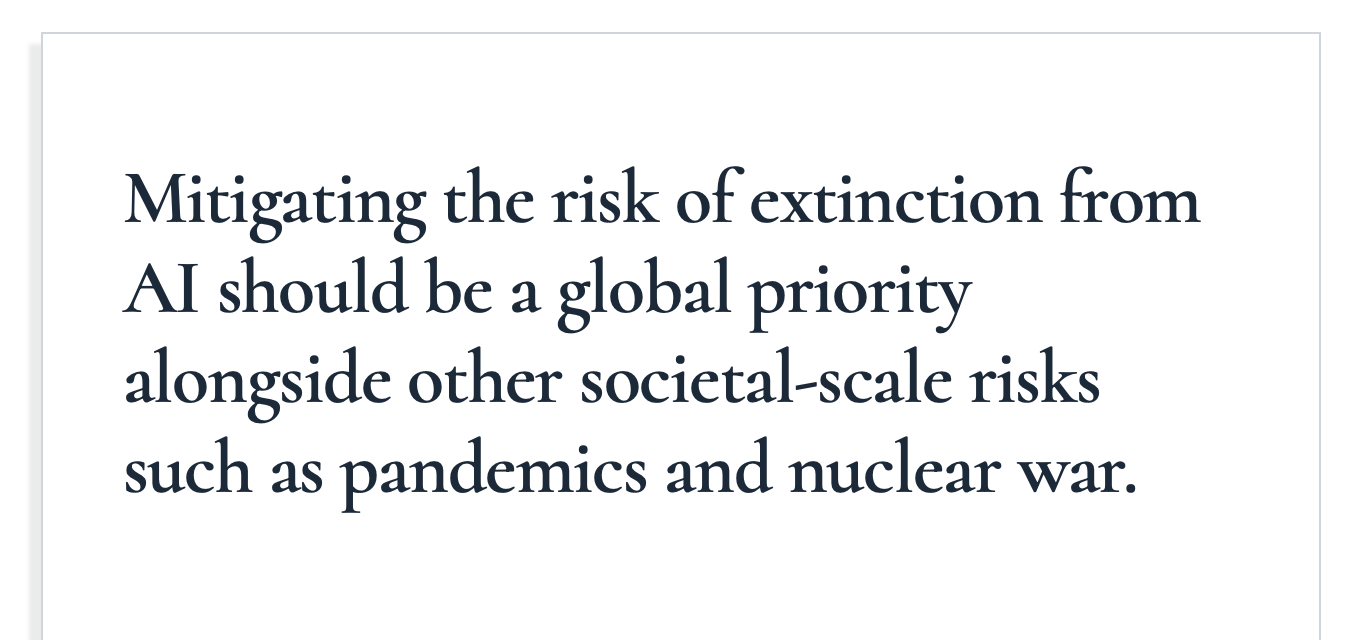 Mitigating the risk of extinction from
AI should be a global priority
alongside other societal-scale risks
such as pandemics and nuclear war.